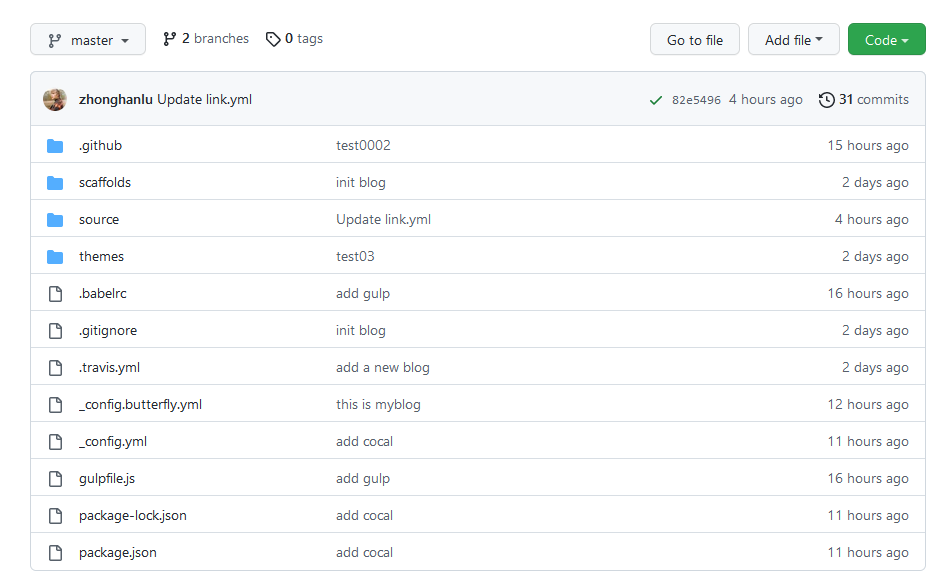 master 2 branches 0 tags Go to file Add file Code
zhonghanlu Update link.yml 82e5496 4 hours ago 31 commits
.github test0002 15 hours ago
scaffolds init blog 2 days ago
source Update link.yml 4 hours ago
themes test03 2 days ago
.babelrc add gulp 16 hours ago
.gitignore init blog 2 days ago
.travis.yml add a new blog 2 days ago
_config.butterfly.yml this is myblog 12 hours ago
_config.yml add cocal 11 hours ago
gulpfile.js add gulp 16 hours ago
package-lock.json add cocal 11 hours ago
package.json add cocal 11 hours ago